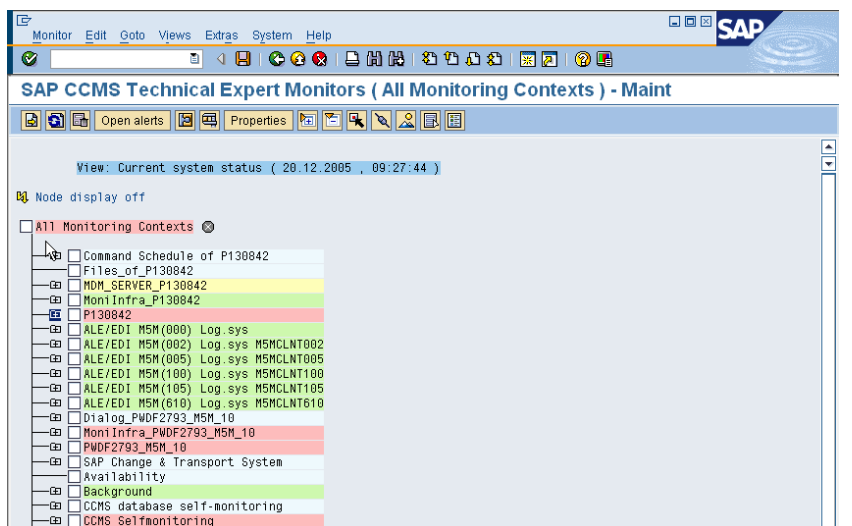 Monitor Edit Goto Views Extras System Help
SAP
SAP CCMS Technical Expert Monitors ( All Monitoring Contexts ) - Maint
Open alerts Properties
View: Current system status ( 20.12.2005 , 09:27:44 )
Node display off
All Monitoring Contexts
Command Schedule of P130842
Files_of_P130842
MDM_SERVER_P130842
MoniInfra_P130842
P130842
ALE/EDI M5M(000) Log.sys
ALE/EDI M5M(002) Log.sys M5MCLNT002
ALE/EDI M5M(005) Log.sys M5MCLNT005
ALE/EDI M5M(100) Log.sys M5MCLNT100
ALE/EDI M5M(105) Log.sys M5MCLNT105
ALE/EDI M5M(610) Log.sys M5MCLNT610
Dialog_PWDF2793_M5M_10
MoniInfra_PWDF2793_M5M_10
PWDF2793_M5M_10
SAP Change & Transport System
Availability
Background
CCMS database self-monitoring
CCMS Selfmonitoring